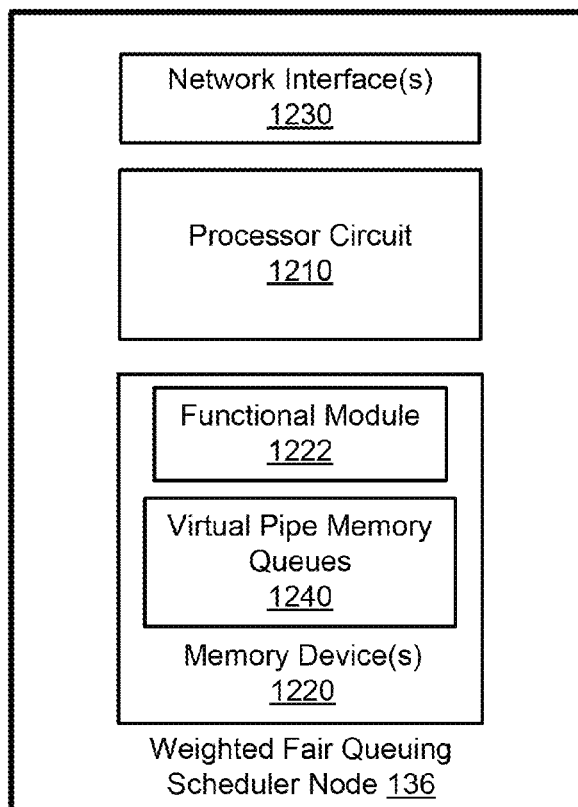 Network Interface(s)
1230
Processor Circuit
1210
Functional Module
1222
Virtual Pipe Memory
Queues
1240
Memory Device(s)
1220
Weighted Fair Queuing
Scheduler Node 136